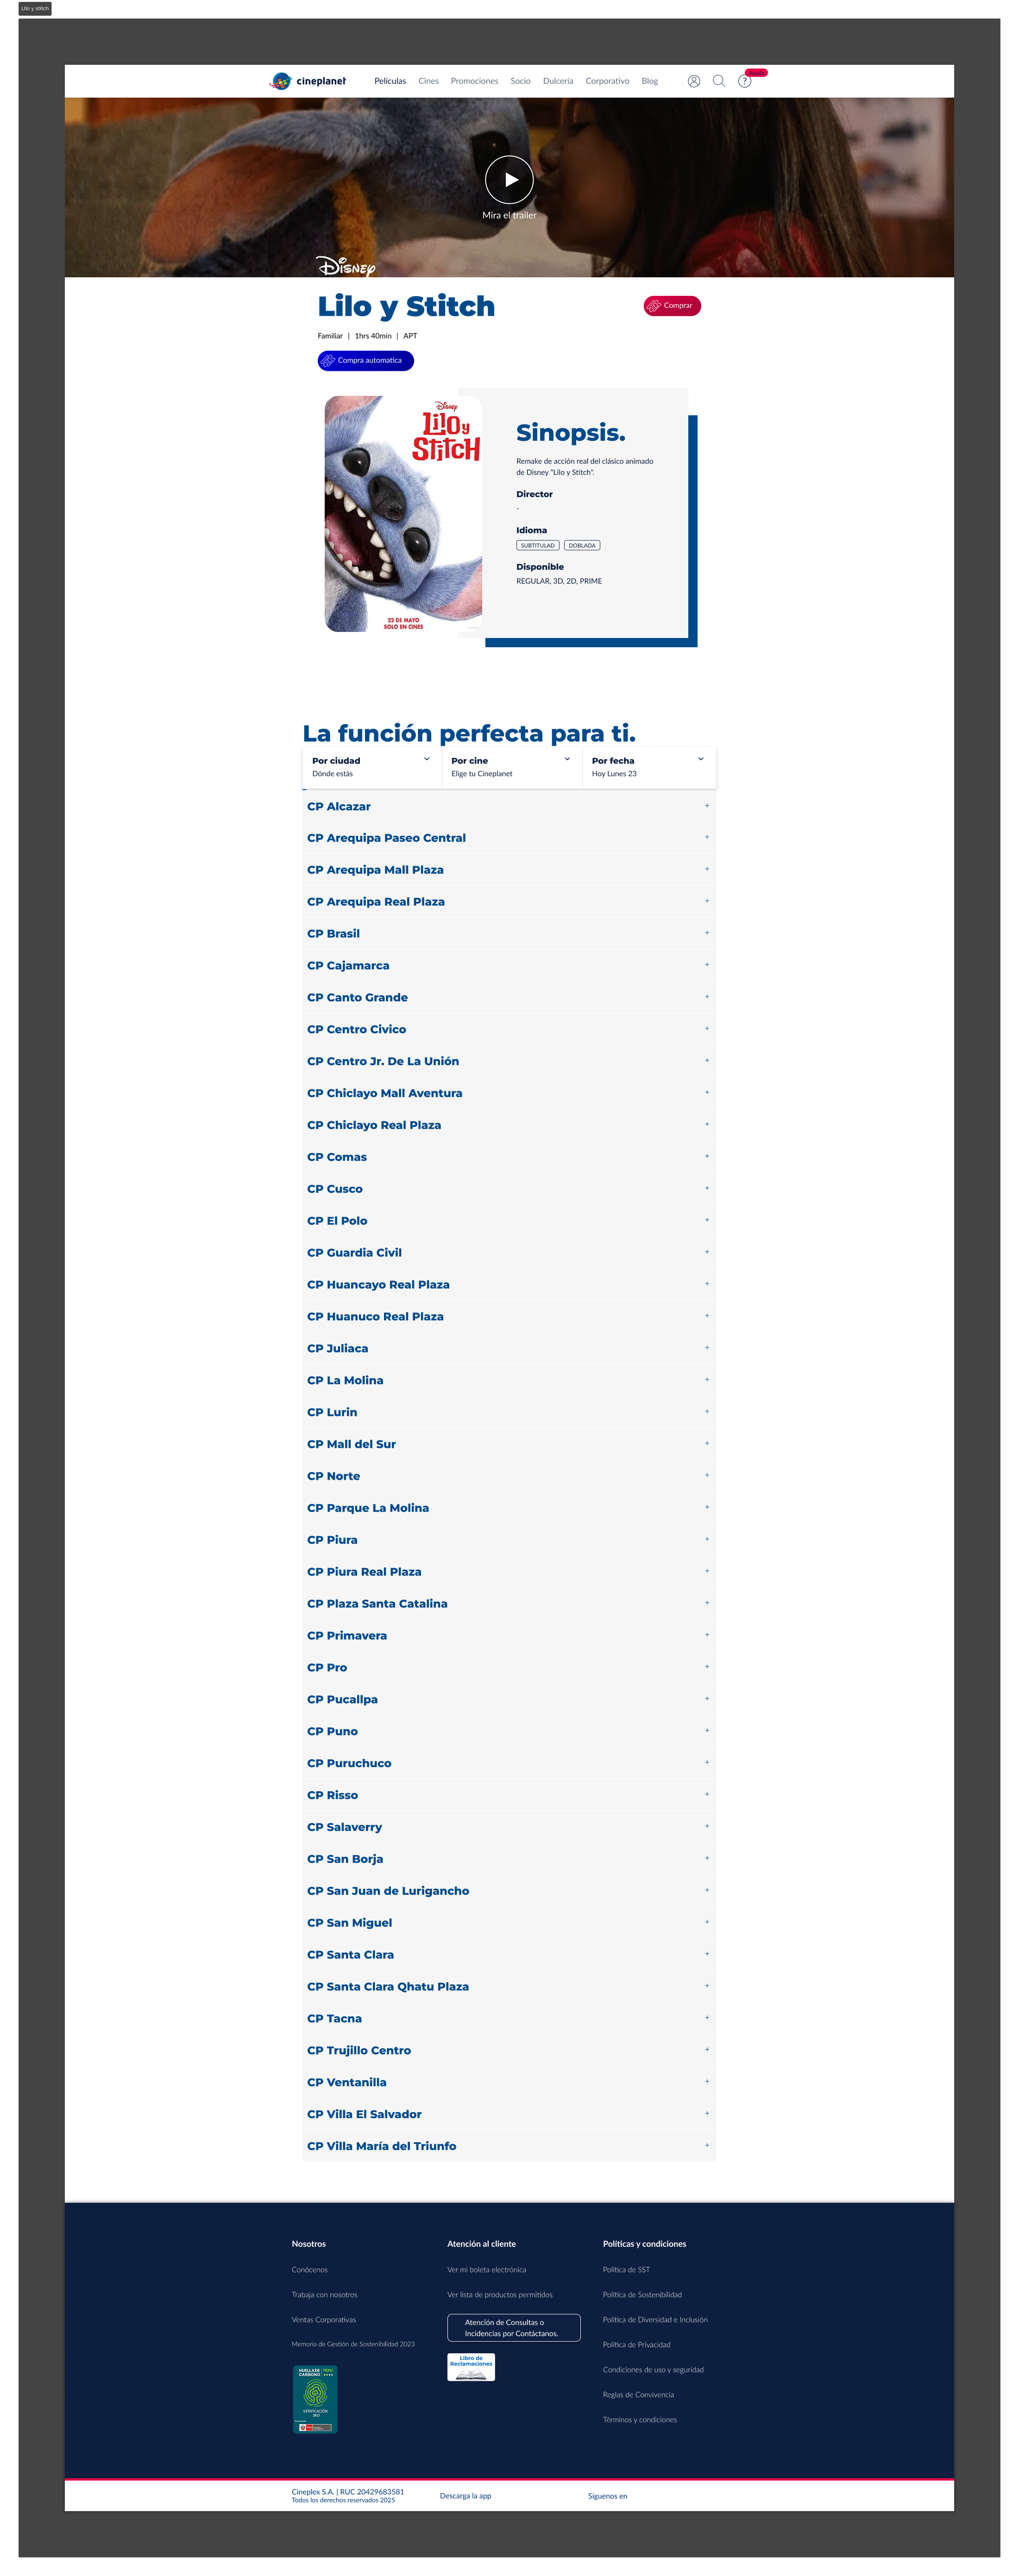 Lilo y stitch
cineplanet
Películas
Cines
Promociones
Socio
Dulcería
Corporativo
Blog
?
Mira el trailer
Disney
Lilo y Stitch
Comprar
Familiar | 1hrs 40min | APT
Compra automatica
Disney
Lilo y
Stitch
22 DE MAYO
SOLO EN CINES
Sinopsis.
Remake de acción real del clásico animado
de Disney "Lilo y Stitch".
Director
-
Idioma
SUBTITULAD
DOBLADA
Disponible
REGULAR, 3D, 2D, PRIME
La función perfecta para ti.
Por ciudad
Dónde estás
Por cine
Elige tu Cineplanet
Por fecha
Hoy Lunes 23
CP Alcazar +
CP Arequipa Paseo Central +
CP Arequipa Mall Plaza +
CP Arequipa Real Plaza +
CP Brasil +
CP Cajamarca +
CP Canto Grande +
CP Centro Civico +
CP Centro Jr. De La Unión +
CP Chiclayo Mall Aventura +
CP Chiclayo Real Plaza +
CP Comas +
CP Cusco +
CP El Polo +
CP Guardia Civil +
CP Huancayo Real Plaza +
CP Huanuco Real Plaza +
CP Juliaca +
CP La Molina +
CP Lurin +
CP Mall del Sur +
CP Norte +
CP Parque La Molina +
CP Piura +
CP Piura Real Plaza +
CP Plaza Santa Catalina +
CP Primavera +
CP Pro +
CP Pucallpa +
CP Puno +
CP Puruchuco +
CP Risso +
CP Salaverry +
CP San Borja +
CP San Juan de Lurigancho +
CP San Miguel +
CP Santa Clara +
CP Santa Clara Qhatu Plaza +
CP Tacna +
CP Trujillo Centro +
CP Ventanilla +
CP Villa El Salvador +
CP Villa María del Triunfo +
Nosotros
Conócenos
Trabaja con nosotros
Ventas Corporativas
Memoria de Gestión de Sostenibilidad 2023
HUELLA DE
CARBONO
PERÚ
VERIFICACIÓN
ISO
Atención al cliente
Ver mi boleta electrónica
Ver lista de productos permitidos
Atención de Consultas o
Incidencias por Contáctanos.
Libro de
Reclamaciones
Políticas y condiciones
Política de SST
Política de Sostenibilidad
Política de Diversidad e Inclusión
Política de Privacidad
Condiciones de uso y seguridad
Reglas de Convivencia
Términos y condiciones
Cineplex S.A. | RUC 20429683581
Todos los derechos reservados 2025
Descarga la app
Síguenos en